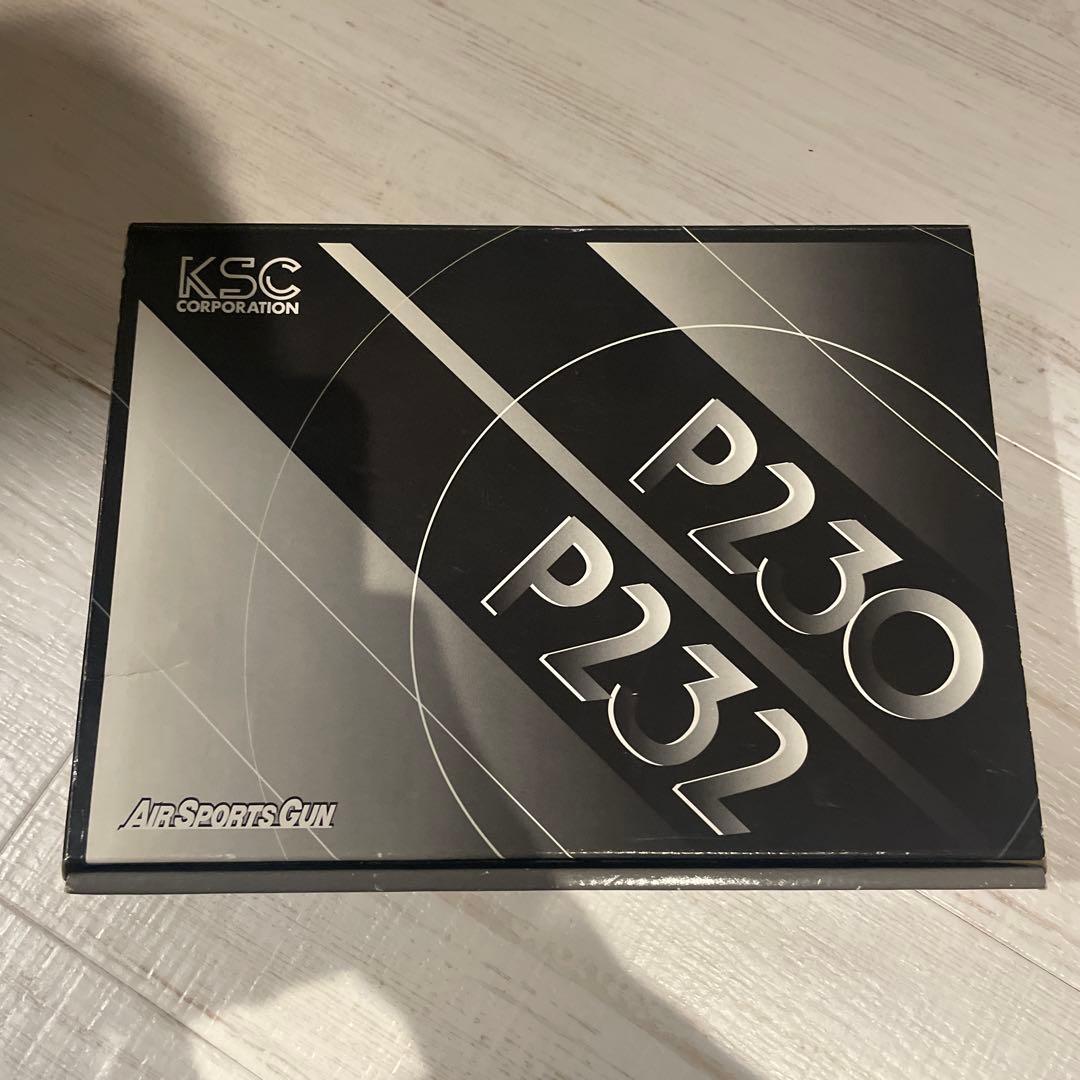 KSC
CORPORATION
P230
P232
AIR SPORTS GUN